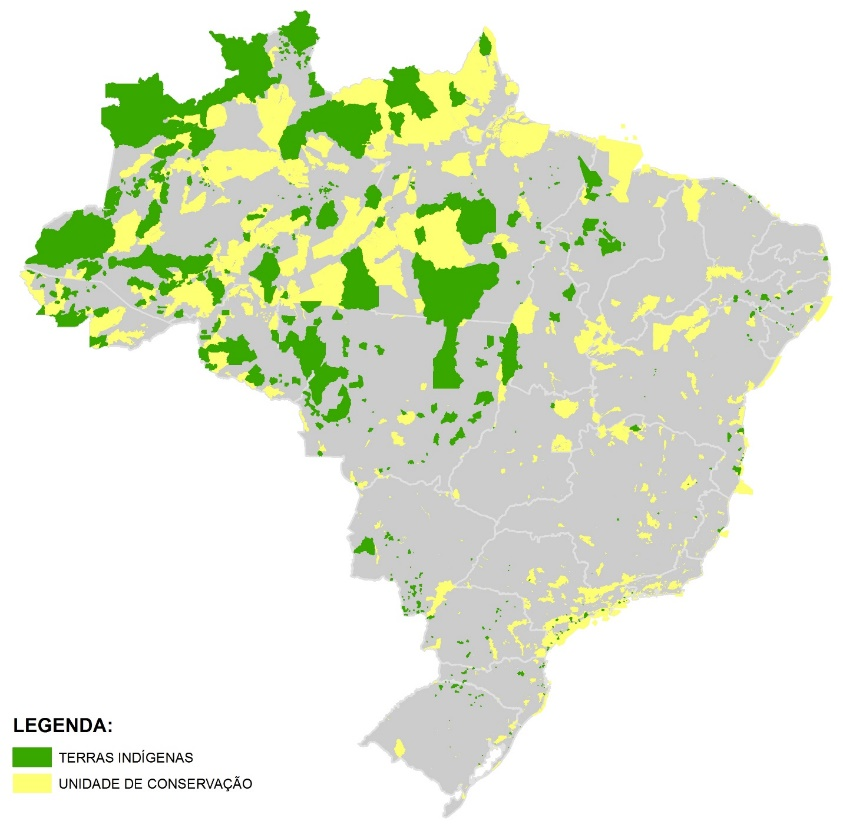 LEGENDA:
TERRAS INDÍGENAS
UNIDADE DE CONSERVAÇÃO